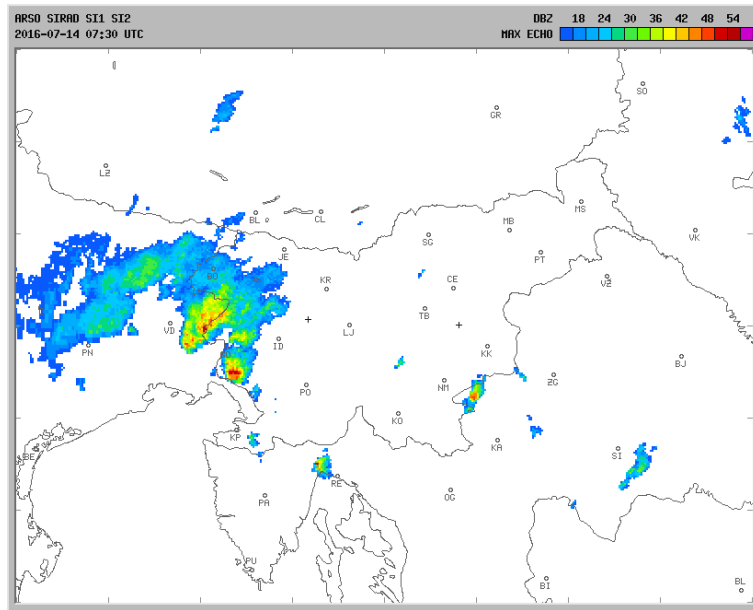 ARSO SIRAD SI1 SI2
DBZ 18 24 30 36 42 48 54
2016-07-14 07:30 UTC
MAX ECHO
SO
GR
LZ
MS
BL
CL
MB
VK
SG
JE
PT
BO
VZ
KR
CE
TB
VD
LJ
ID
PN
KK
BJ
NM
ZG
PO
KO
KP
KA
BE
SI
RE
OG
PA
PU
BI
BL